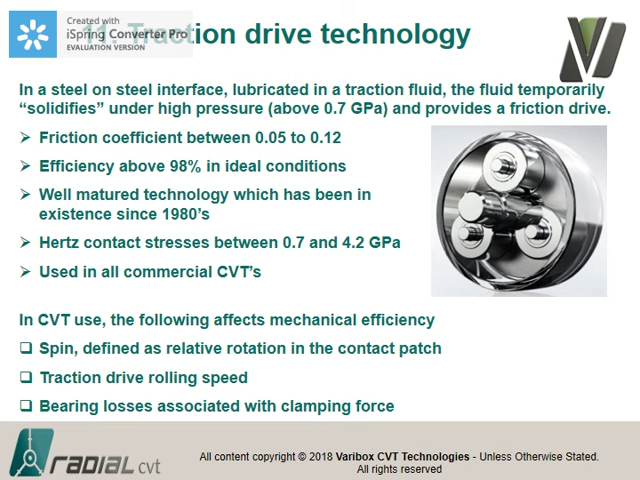 Created with
iSpring Converter Pro
EVALUATION VERSION
11. Traction drive technology
In a steel on steel interface, lubricated in a traction fluid, the fluid temporarily
“solidifies” under high pressure (above 0.7 GPa) and provides a friction drive.
Friction coefficient between 0.05 to 0.12
Efficiency above 98% in ideal conditions
Well matured technology which has been in
existence since 1980’s
Hertz contact stresses between 0.7 and 4.2 GPa
Used in all commercial CVT’s
In CVT use, the following affects mechanical efficiency
Spin, defined as relative rotation in the contact patch
Traction drive rolling speed
Bearing losses associated with clamping force
RADIAL cvt
All content copyright © 2018 Varibox CVT Technologies - Unless Otherwise Stated.
All rights reserved